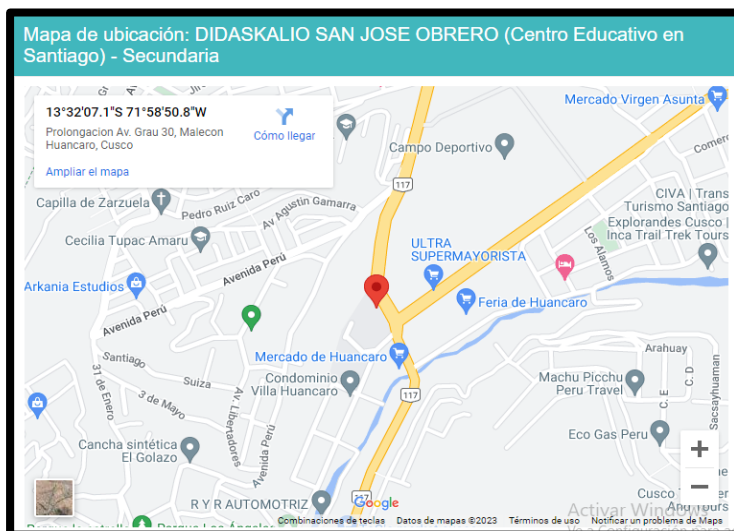 Mapa de ubicación: DIDASKALIO SAN JOSE OBRERO (Centro Educativo en
Santiago) - Secundaria
13°32'07.1"S 71°58'50.8"W
Prolongacion Av. Grau 30, Malecon
Huancaro, Cusco
Cómo llegar
Ampliar el mapa
Mercado Virgen Asunta
Campo Deportivo
Comer
117
Capilla de Zarzuela
Pedro Ruiz Caro
Av Agustin Gamarra
CIVA | Trans
Turismo Santiago
Explorandes Cusco |
Inca Trail Trek Tours
Los Alamos
Cecilia Tupac Amaru
Avenida Perú
ULTRA
SUPERMAYORISTA
Arkania Estudios
Feria de Huancaro
Avenida Perú
Santiago
Mercado de Huancaro
Arahuay
31 de Enero
Suiza
Condominio
Villa Huancaro
3 de Mayo
Av. Libertadores
117
Machu Picchu
Peru Travel
C. E
C. D
Sacsayhuaman
Avenida Perú
Cancha sintética
El Golazo
Eco Gas Peru
+
−
R Y R AUTOMOTRIZ
117
Google
Activar Windows
Combinaciones de teclas
Datos de mapas ©2023
Términos de uso
Notificar un problema de Maps